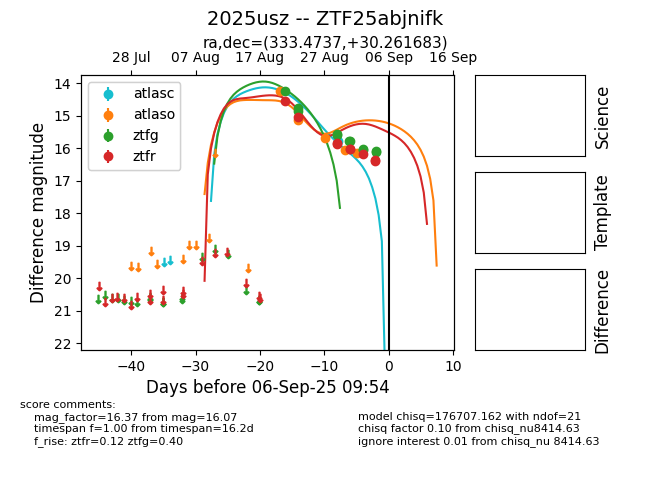 2025usz -- ZTF25abjnifk
ra,dec=(333.4737,+30.261683)
28 Jul 07 Aug 17 Aug 27 Aug 06 Sep 16 Sep
atlasc
atlaso
ztfg
ztfr
14
15
16
17
18
19
20
21
22
Difference magnitude
−40 −30 −20 −10 0 10
Days before 06-Sep-25 09:54
Science
Template
Difference
score comments:
mag_factor=16.37 from mag=16.07
timespan f=1.00 from timespan=16.2d
f_rise: ztfr=0.12 ztfg=0.40
model chisq=176707.162 with ndof=21
chisq factor 0.10 from chisq_nu8414.63
ignore interest 0.01 from chisq_nu 8414.63